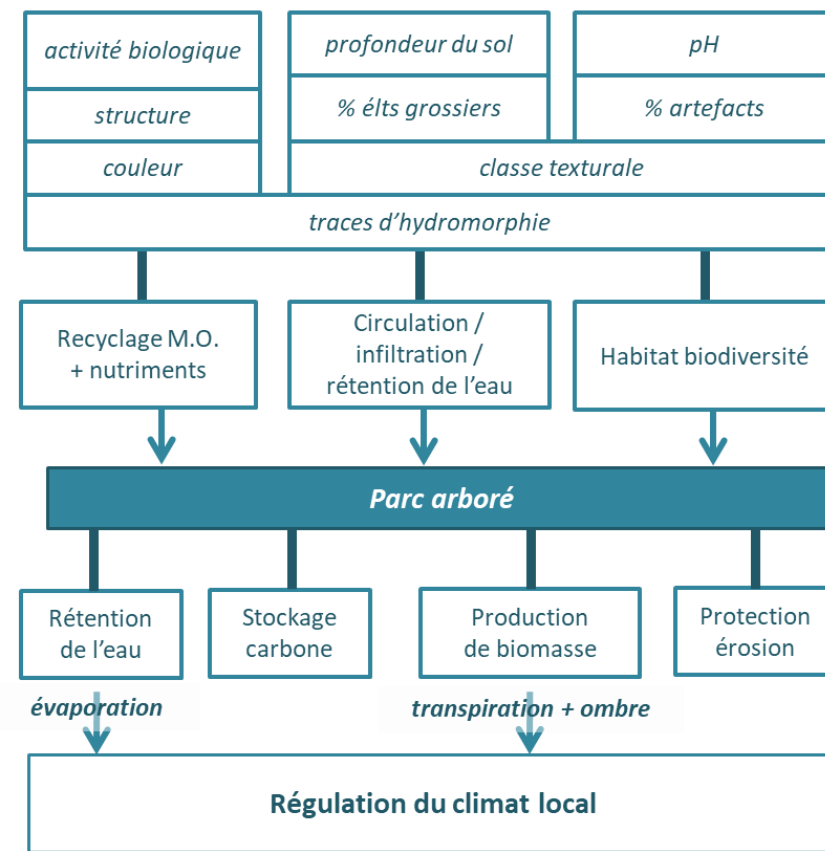 activité biologique
profondeur du sol
pH
structure
% élts grossiers
% artefacts
couleur
classe texturale
traces d’hydromorphie
Recyclage M.O.
+ nutriments
Circulation /
infiltration /
rétention de l’eau
Habitat biodiversité
Parc arboré
Rétention
de l’eau
Stockage
carbone
Production
de biomasse
Protection
érosion
évaporation
transpiration + ombre
Régulation du climat local